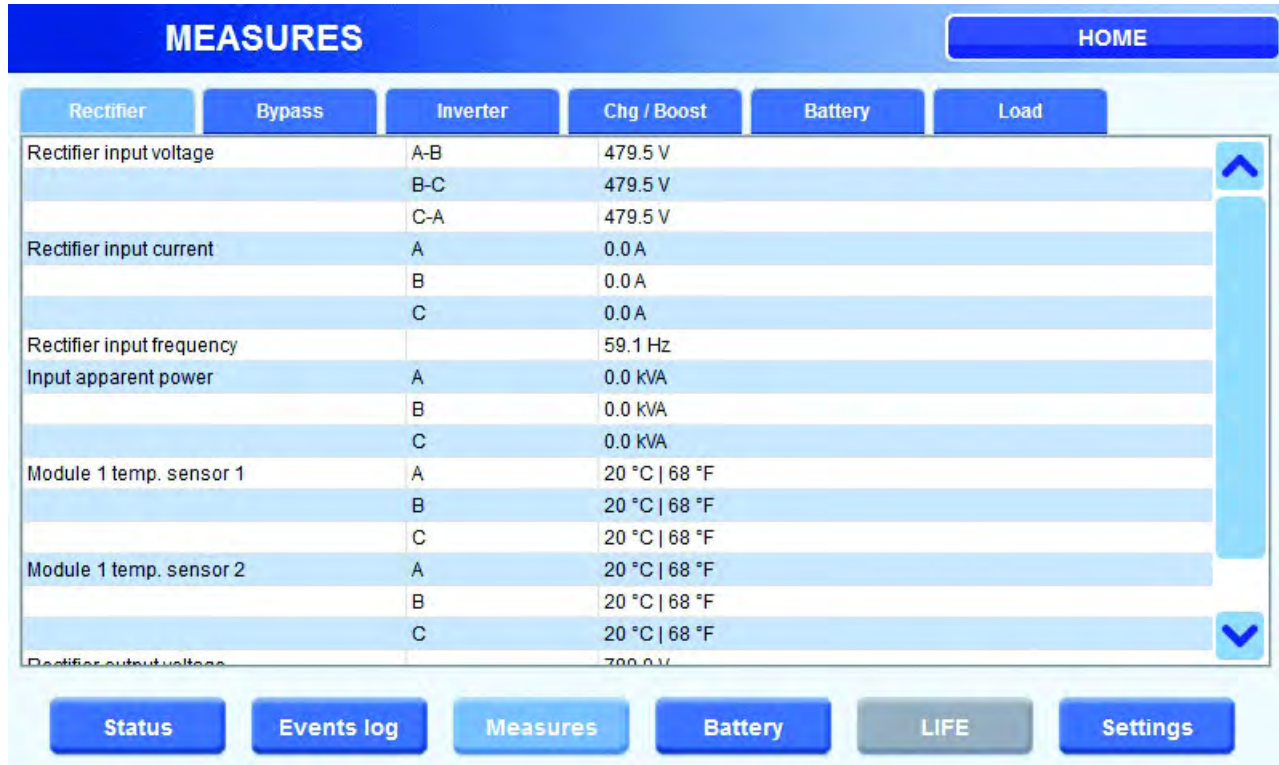 MEASURES HOME
Rectifier Bypass Inverter Chg / Boost Battery Load
Rectifier input voltage A-B 479.5 V
B-C 479.5 V
C-A 479.5 V
Rectifier input current A 0.0 A
B 0.0 A
C 0.0 A
Rectifier input frequency 59.1 Hz
Input apparent power A 0.0 kVA
B 0.0 kVA
C 0.0 kVA
Module 1 temp. sensor 1 A 20 °C | 68 °F
B 20 °C | 68 °F
C 20 °C | 68 °F
Module 1 temp. sensor 2 A 20 °C | 68 °F
B 20 °C | 68 °F
C 20 °C | 68 °F
Rectifier output voltage
Status Events log Measures Battery LIFE Settings